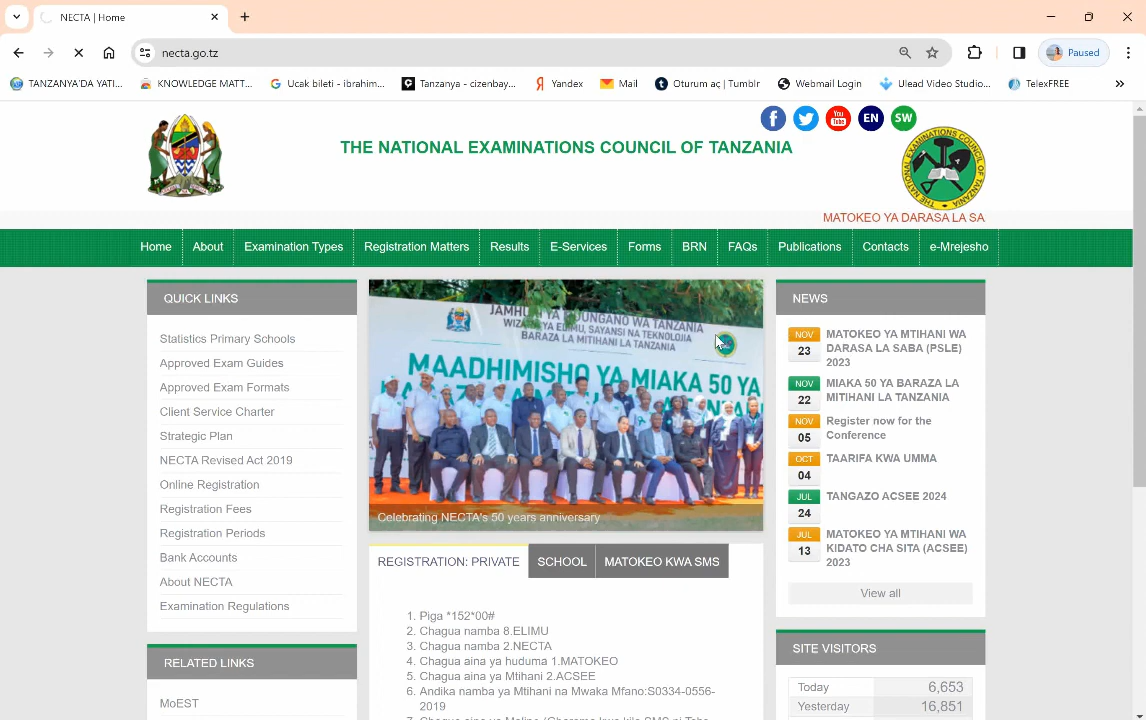 NECTA | Home
necta.go.tz
Paused
TANZANYA'DA YATI...
KNOWLEDGE MATT...
Ucak bileti - ibrahim...
Tanzanya - cizenbay...
Yandex
Mail
Oturum aç | Tumblr
Webmail Login
Ulead Video Studio...
TelexFREE
»
EN
SW
THE NATIONAL EXAMINATIONS COUNCIL OF TANZANIA
MATOKEO YA DARASA LA SA
Home
About
Examination Types
Registration Matters
Results
E-Services
Forms
BRN
FAQs
Publications
Contacts
e-Mrejesho
QUICK LINKS
Statistics Primary Schools
Approved Exam Guides
Approved Exam Formats
Client Service Charter
Strategic Plan
NECTA Revised Act 2019
Online Registration
Registration Fees
Registration Periods
Bank Accounts
About NECTA
Examination Regulations
RELATED LINKS
MoEST
JAMHURI YA MUUNGANO WA TANZANIA
WIZARA YA ELIMU, SAYANSI NA TEKNOLOJIA
BARAZA LA MITIHANI LA TANZANIA
MAADHIMISHO YA MIAKA 50 YA
Celebrating NECTA's 50 years anniversary
REGISTRATION: PRIVATE
SCHOOL
MATOKEO KWA SMS
1. Piga *152*00#
2. Chagua namba 8.ELIMU
3. Chagua namba 2.NECTA
4. Chagua aina ya huduma 1.MATOKEO
5. Chagua aina ya Mtihani 2.ACSEE
6. Andika namba ya Mtihani na Mwaka Mfano:S0334-0556-
2019
NEWS
NOV
23
MATOKEO YA MTIHANI WA
DARASA LA SABA (PSLE)
2023
NOV
22
MIAKA 50 YA BARAZA LA
MITIHANI LA TANZANIA
NOV
05
Register now for the
Conference
OCT
04
TAARIFA KWA UMMA
JUL
24
TANGAZO ACSEE 2024
JUL
13
MATOKEO YA MTIHANI WA
KIDATO CHA SITA (ACSEE)
2023
View all
SITE VISITORS
Today 6,653
Yesterday 16,851